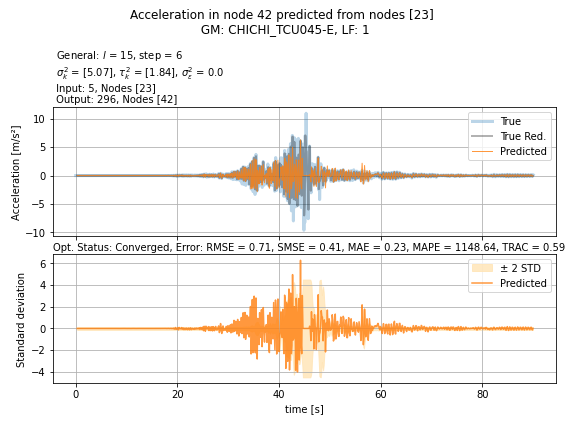 Acceleration in node 42 predicted from nodes [23]
GM: CHICHI_TCU045-E, LF: 1
General: l = 15, step = 6
σ²ₖ = [5.07], τ²ₖ = [1.84], σ²ε = 0.0
Input: 5, Nodes [23]
Output: 296, Nodes [42]
10
5
0
−5
−10
Acceleration [m/s²]
True
True Red.
Predicted
Opt. Status: Converged, Error: RMSE = 0.71, SMSE = 0.41, MAE = 0.23, MAPE = 1148.64, TRAC = 0.59
6
4
2
0
−2
−4
Standard deviation
± 2 STD
Predicted
0 20 40 60 80
time [s]